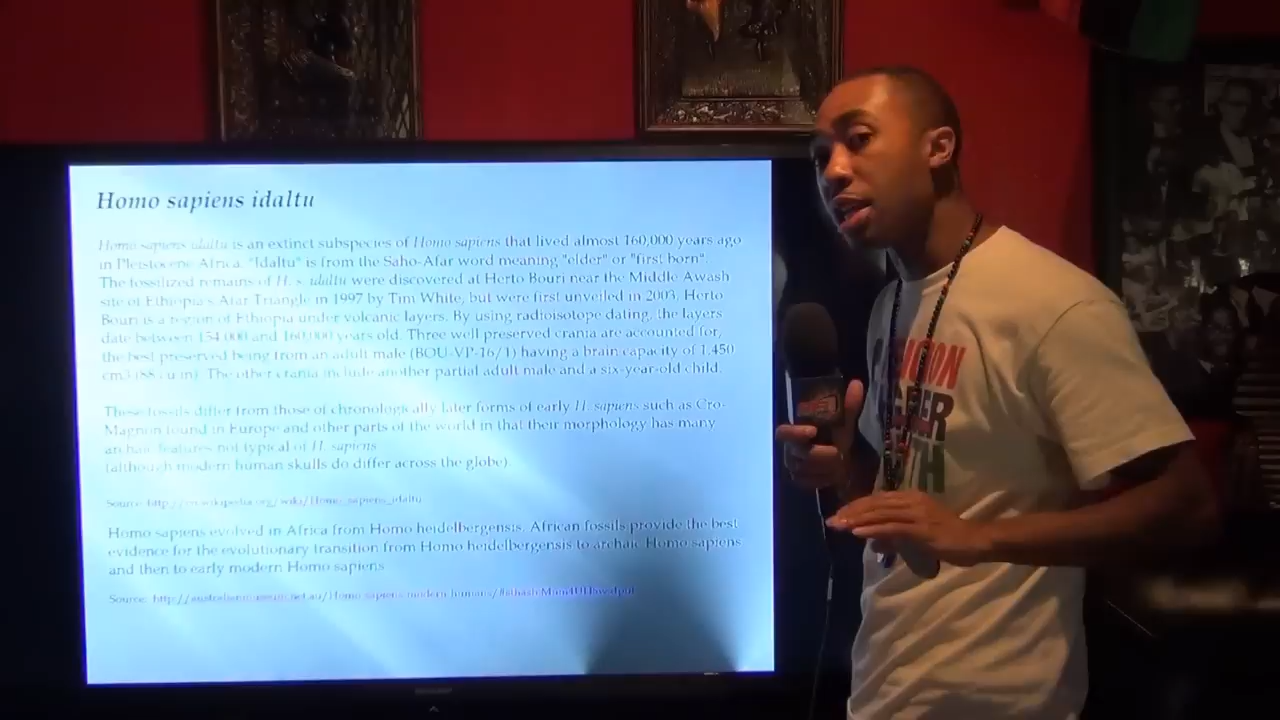 Homo sapiens idaltu
Homo sapiens idaltu is an extinct subspecies of Homo sapiens that lived almost 160,000 years ago
in Pleistocene Africa. "Idaltu" is from the Saho-Afar word meaning "elder" or "first born".
The fossilized remains of H. s. idaltu were discovered at Herto Bouri near the Middle Awash
site of Ethiopia's Afar Triangle in 1997 by Tim White, but were first unveiled in 2003. Herto
Bouri is a region of Ethiopia under volcanic layers. By using radioisotope dating, the layers
date between 154,000 and 160,000 years old. Three well preserved crania are accounted for,
the best preserved being from an adult male (BOU-VP-16/1) having a brain capacity of 1,450
cm3 The other crania include another partial adult male and a six-year-old child.
These fossils differ from those of chronologically later forms of early H. sapiens such as Cro-
Magnon found in Europe and other parts of the world in that their morphology has many
archaic features not typical of H. sapiens
(although modern human skulls do differ across the globe).
Source: http://en.wikipedia.org/wiki/Homo_sapiens_idaltu
Homo sapiens evolved in Africa from Homo heidelbergensis. African fossils provide the best
evidence for the evolutionary transition from Homo heidelbergensis to archaic Homo sapiens
and then to early modern Homo sapiens
Source: